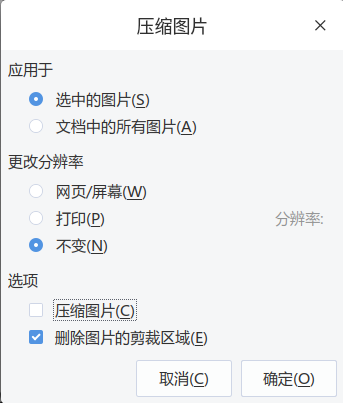 压缩图片
应用于
选中的图片(S)
文档中的所有图片(A)
更改分辨率
网页/屏幕(W)
打印(P) 分辨率:
不变(N)
选项
压缩图片(C)
删除图片的剪裁区域(E)
取消(C) 确定(O)